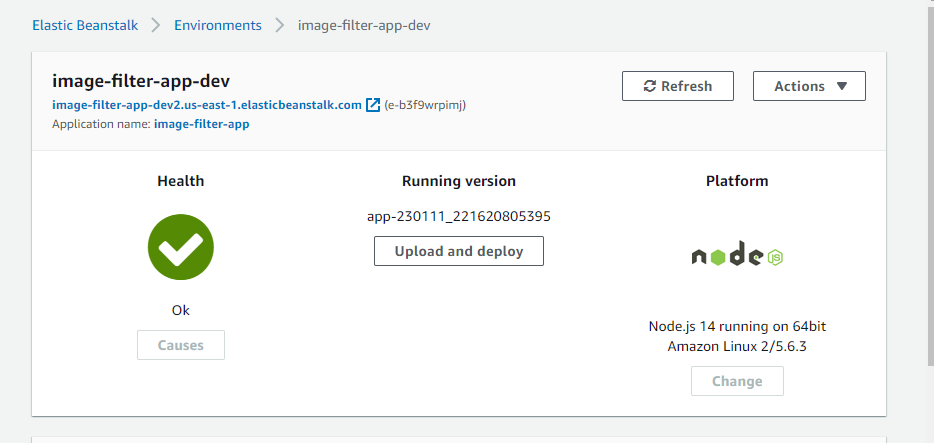 Elastic Beanstalk > Environments > image-filter-app-dev
image-filter-app-dev
Refresh
Actions
image-filter-app-dev2.us-east-1.elasticbeanstalk.com (e-b3f9wrpimj)
Application name: image-filter-app
Health
Running version
Platform
app-230111_221620805395
Upload and deploy
node
JS
Ok
Causes
Node.js 14 running on 64bit
Amazon Linux 2/5.6.3
Change